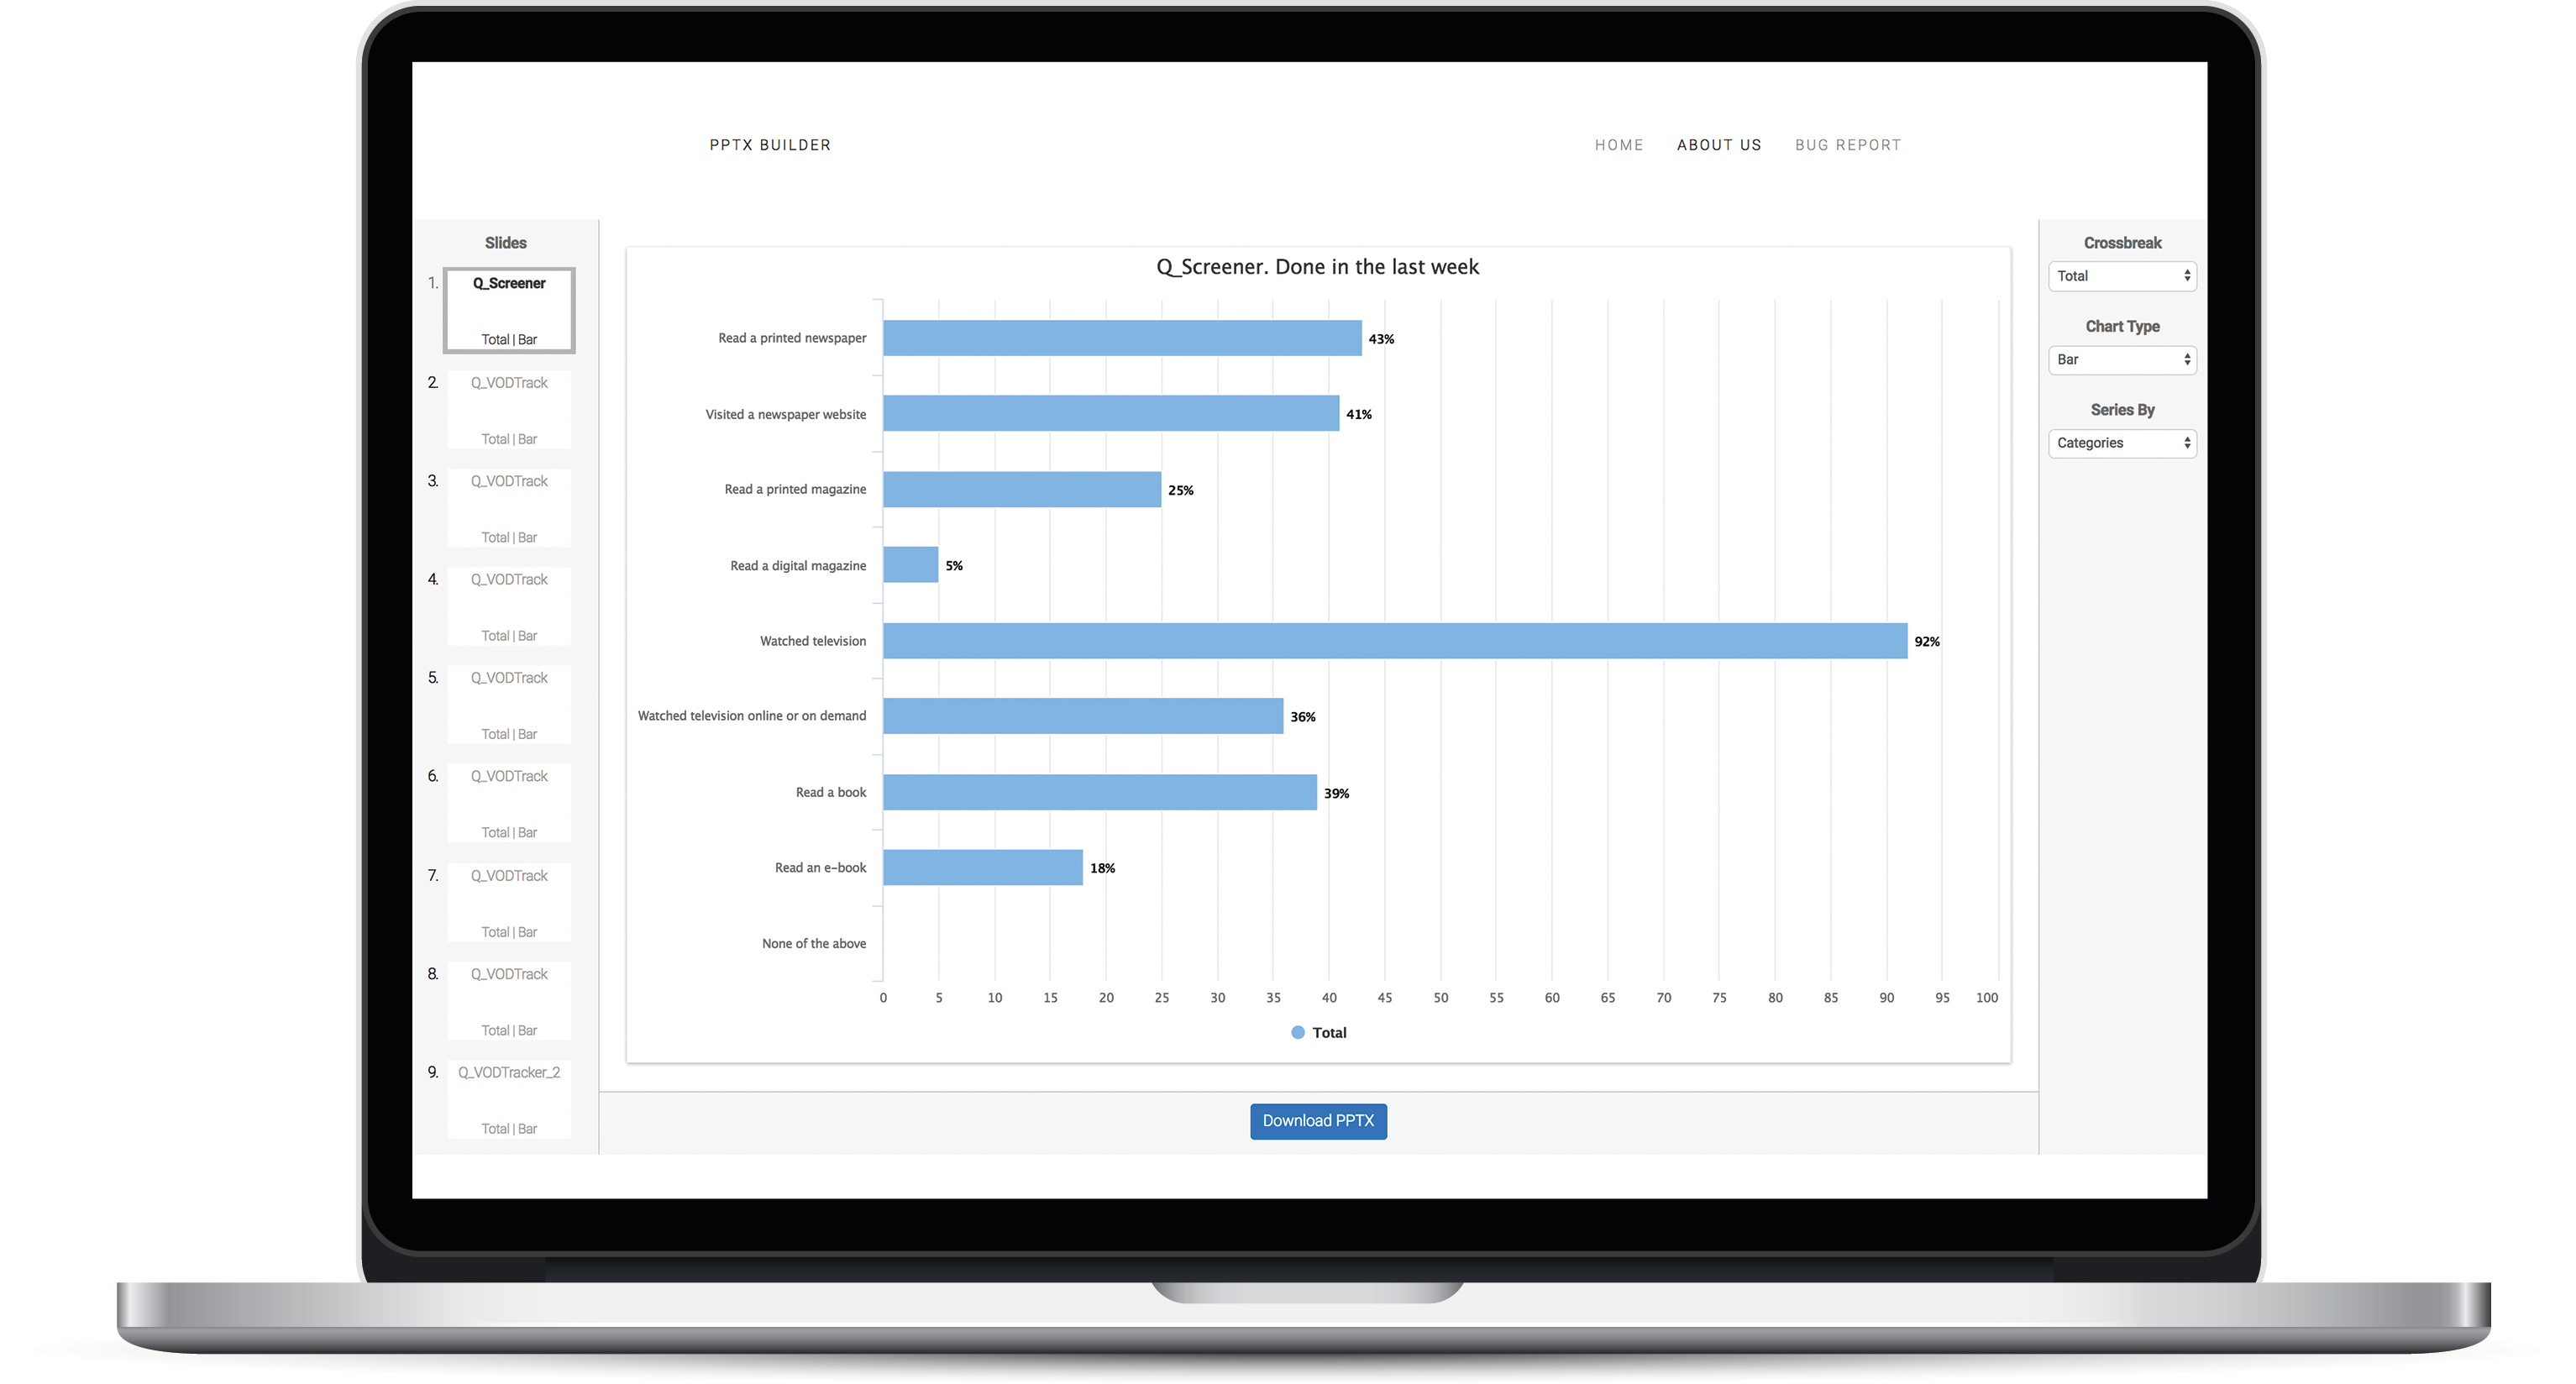 PPTX BUILDER
HOME
ABOUT US
BUG REPORT
Slides
1.
Q_Screener
Total | Bar
2.
Q_VODTrack
Total | Bar
3.
Q_VODTrack
Total | Bar
4.
Q_VODTrack
Total | Bar
5.
Q_VODTrack
Total | Bar
6.
Q_VODTrack
Total | Bar
7.
Q_VODTrack
Total | Bar
8.
Q_VODTrack
Total | Bar
9.
Q_VODTracker_2
Total | Bar
Q_Screener. Done in the last week
Read a printed newspaper 43%
Visited a newspaper website 41%
Read a printed magazine 25%
Read a digital magazine 5%
Watched television 92%
Watched television online or on demand 36%
Read a book 39%
Read an e-book 18%
None of the above
0 5 10 15 20 25 30 35 40 45 50 55 60 65 70 75 80 85 90 95 100
Total
Download PPTX
Crossbreak
Total
Chart Type
Bar
Series By
Categories